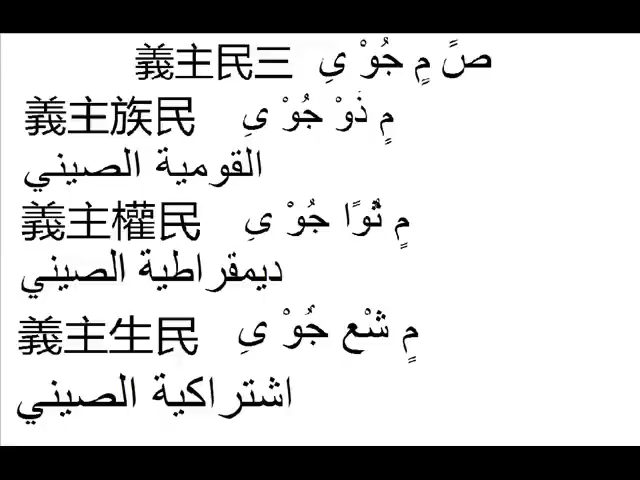 صً مٍ جُوْ یِ 三民主義
مٍ ذَوْ جُوْ یِ 民族主義
القومية الصيني
مٍ ثُوًا جُوْ یِ 民權主義
ديمقراطية الصيني
مٍ شْع جُوْ یِ 民生主義
اشتراكية الصيني